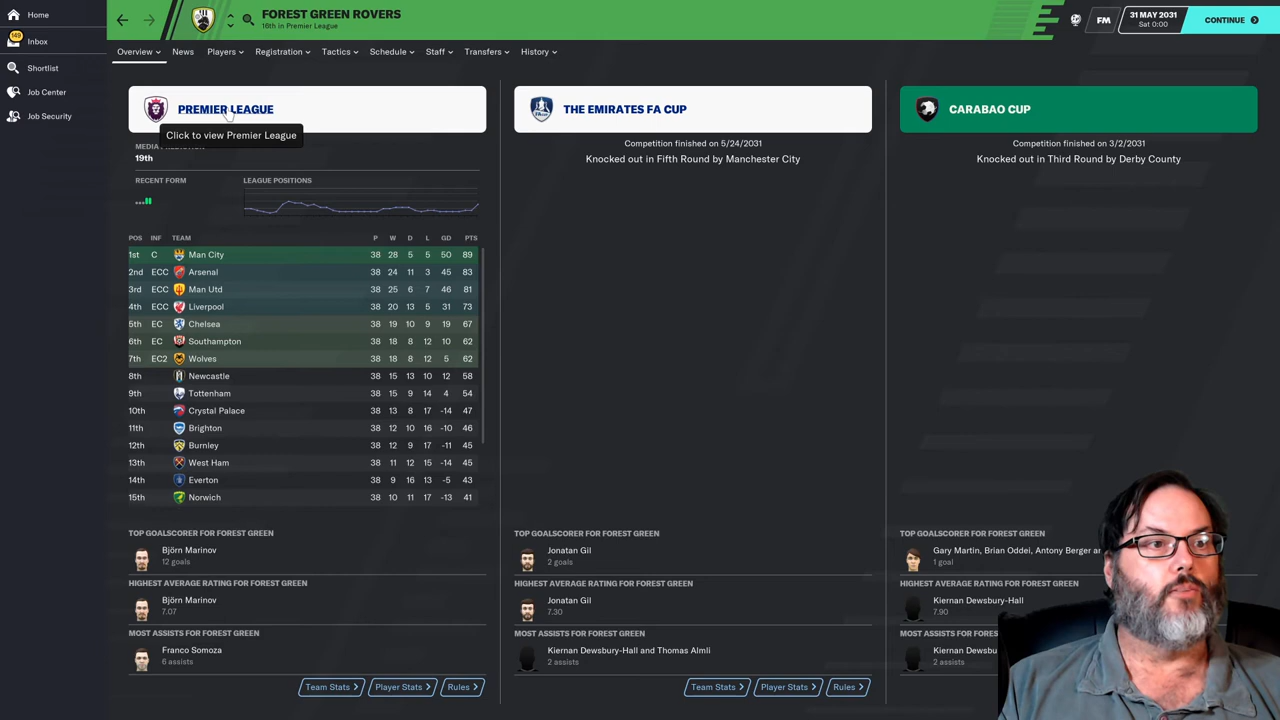 Home
149
Inbox
Shortlist
Job Center
Job Security
FOREST GREEN ROVERS
16th in Premier League
FM
31 MAY 2031
Sat 0:00
CONTINUE
Overview
News
Players
Registration
Tactics
Schedule
Staff
Transfers
History
PREMIER LEAGUE
Click to view Premier League
19th
RECENT FORM
LEAGUE POSITIONS
POS INF TEAM P W D L GD PTS
1st C Man City 38 28 5 5 50 89
2nd ECC Arsenal 38 24 11 3 45 83
3rd ECC Man Utd 38 25 6 7 46 81
4th ECC Liverpool 38 20 13 5 31 73
5th EC Chelsea 38 19 10 9 19 67
6th EC Southampton 38 18 8 12 10 62
7th EC2 Wolves 38 18 8 12 5 62
8th Newcastle 38 15 13 10 12 58
9th Tottenham 38 15 9 14 4 54
10th Crystal Palace 38 13 8 17 -14 47
11th Brighton 38 12 10 16 -10 46
12th Burnley 38 12 9 17 -11 45
13th West Ham 38 11 12 15 -14 45
14th Everton 38 9 16 13 -5 43
15th Norwich 38 10 11 17 -13 41
TOP GOALSCORER FOR FOREST GREEN
Björn Marinov
12 goals
HIGHEST AVERAGE RATING FOR FOREST GREEN
Björn Marinov
7.07
MOST ASSISTS FOR FOREST GREEN
Franco Somoza
6 assists
Team Stats
Player Stats
Rules
THE EMIRATES FA CUP
Competition finished on 5/24/2031
Knocked out in Fifth Round by Manchester City
TOP GOALSCORER FOR FOREST GREEN
Jonatan Gil
2 goals
HIGHEST AVERAGE RATING FOR FOREST GREEN
Jonatan Gil
7.30
MOST ASSISTS FOR FOREST GREEN
Kiernan Dewsbury-Hall and Thomas Almli
2 assists
Team Stats
Player Stats
Rules
CARABAO CUP
Competition finished on 3/2/2031
Knocked out in Third Round by Derby County
TOP GOALSCORER FOR FOREST GREEN
Gary Martin, Brian Oddei, Antony Berger
1 goal
HIGHEST AVERAGE RATING FOR
Kiernan Dewsbury-Hall
7.90
MOST ASSISTS FOR
Kiernan
2 assists